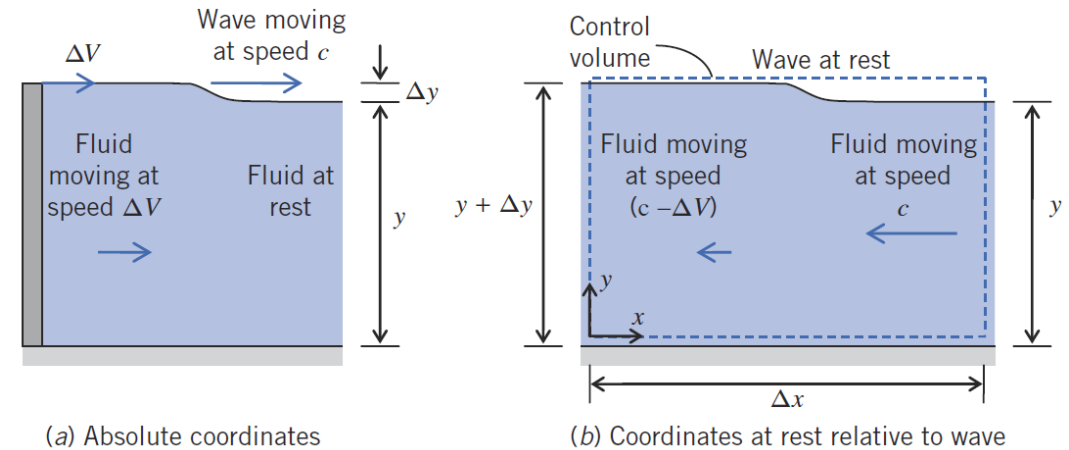 Wave moving
at speed c
ΔV
Δy
Fluid
moving at
speed ΔV
Fluid at
rest
y
(a) Absolute coordinates
Control
volume
Wave at rest
Fluid moving
at speed
(c −ΔV)
Fluid moving
at speed
c
y + Δy
y
y
x
Δx
(b) Coordinates at rest relative to wave